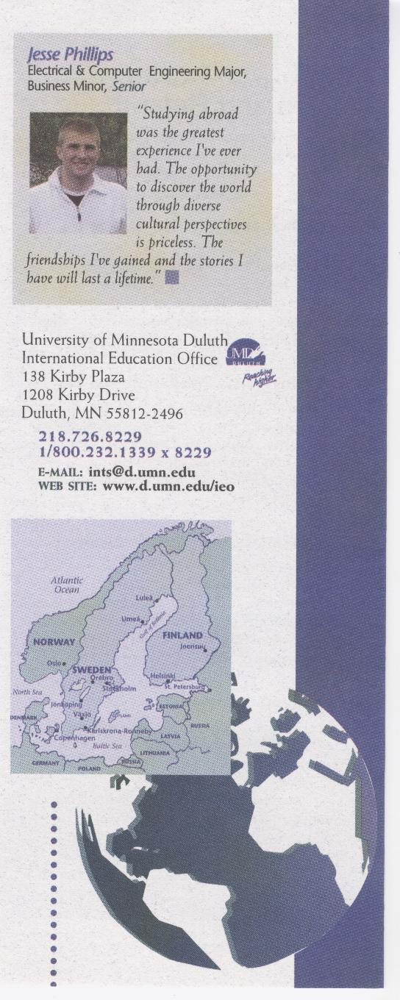 Jesse Phillips
Electrical & Computer Engineering Major,
Business Minor, Senior
"Studying abroad
was the greatest
experience I've ever
had. The opportunity
to discover the world
through diverse
cultural perspectives
is priceless. The
friendships I've gained and the stories I
have will last a lifetime."
University of Minnesota Duluth
International Education Office
138 Kirby Plaza
1208 Kirby Drive
Duluth, MN 55812-2496
UMD
DULUTH
Reaching
higher
218.726.8229
1/800.232.1339 x 8229
E-MAIL: ints@d.umn.edu
WEB SITE: www.d.umn.edu/ieo
Atlantic
Ocean
Luleå
Umeå
Gulf of Bothnia
FINLAND
NORWAY
Joensuu
Oslo
SWEDEN
Örebro
Helsinki
Stockholm
St. Petersburg
North Sea
Jönköping
ESTONIA
Växjö
DENMARK
RUSSIA
Karlskrona-Ronneby
LATVIA
Copenhagen
Baltic Sea
LITHUANIA
RUSSIA
GERMANY
POLAND